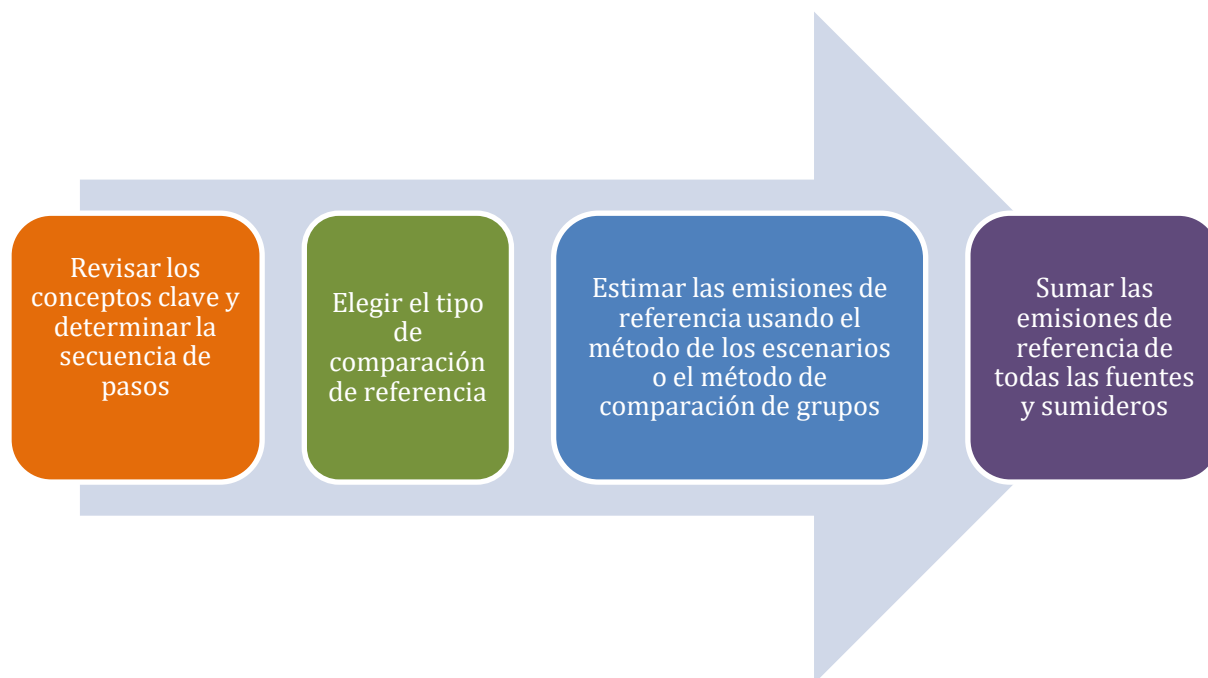 Revisar los
conceptos clave y
determinar la
secuencia de
pasos
Elegir el tipo
de
comparación
de referencia
Estimar las emisiones de
referencia usando el
método de los escenarios
o el método de
comparación de grupos
Sumar las
emisiones de
referencia de
todas las fuentes
y sumideros